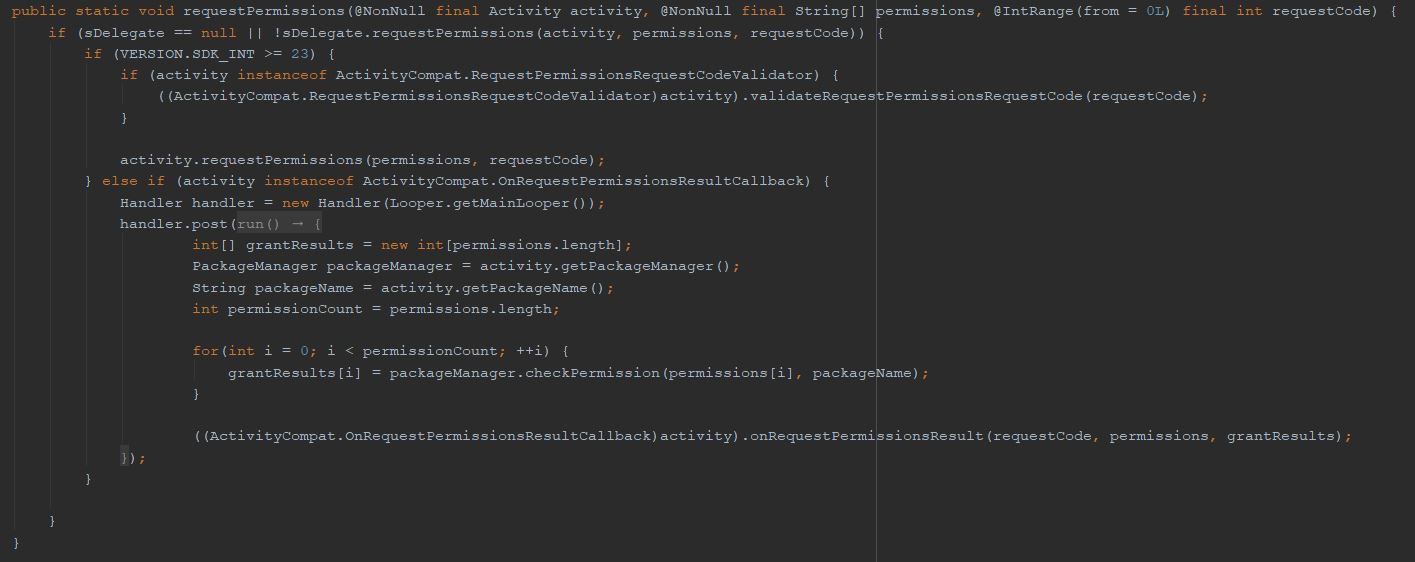 public static void requestPermissions(@NonNull final Activity activity, @NonNull final String[] permissions, @IntRange(from = 0L) final int requestCode) {
    if (sDelegate == null || !sDelegate.requestPermissions(activity, permissions, requestCode)) {
        if (VERSION.SDK_INT >= 23) {
            if (activity instanceof ActivityCompat.RequestPermissionsRequestCodeValidator) {
                ((ActivityCompat.RequestPermissionsRequestCodeValidator)activity).validateRequestPermissionsRequestCode(requestCode);
            }
            activity.requestPermissions(permissions, requestCode);
        } else if (activity instanceof ActivityCompat.OnRequestPermissionsResultCallback) {
            Handler handler = new Handler(Looper.getMainLooper());
            handler.post(run() → {
                    int[] grantResults = new int[permissions.length];
                    PackageManager packageManager = activity.getPackageManager();
                    String packageName = activity.getPackageName();
                    int permissionCount = permissions.length;
                    for(int i = 0; i < permissionCount; ++i) {
                        grantResults[i] = packageManager.checkPermission(permissions[i], packageName);
                    }
                    ((ActivityCompat.OnRequestPermissionsResultCallback)activity).onRequestPermissionsResult(requestCode, permissions, grantResults);
            });
        }
    }
}